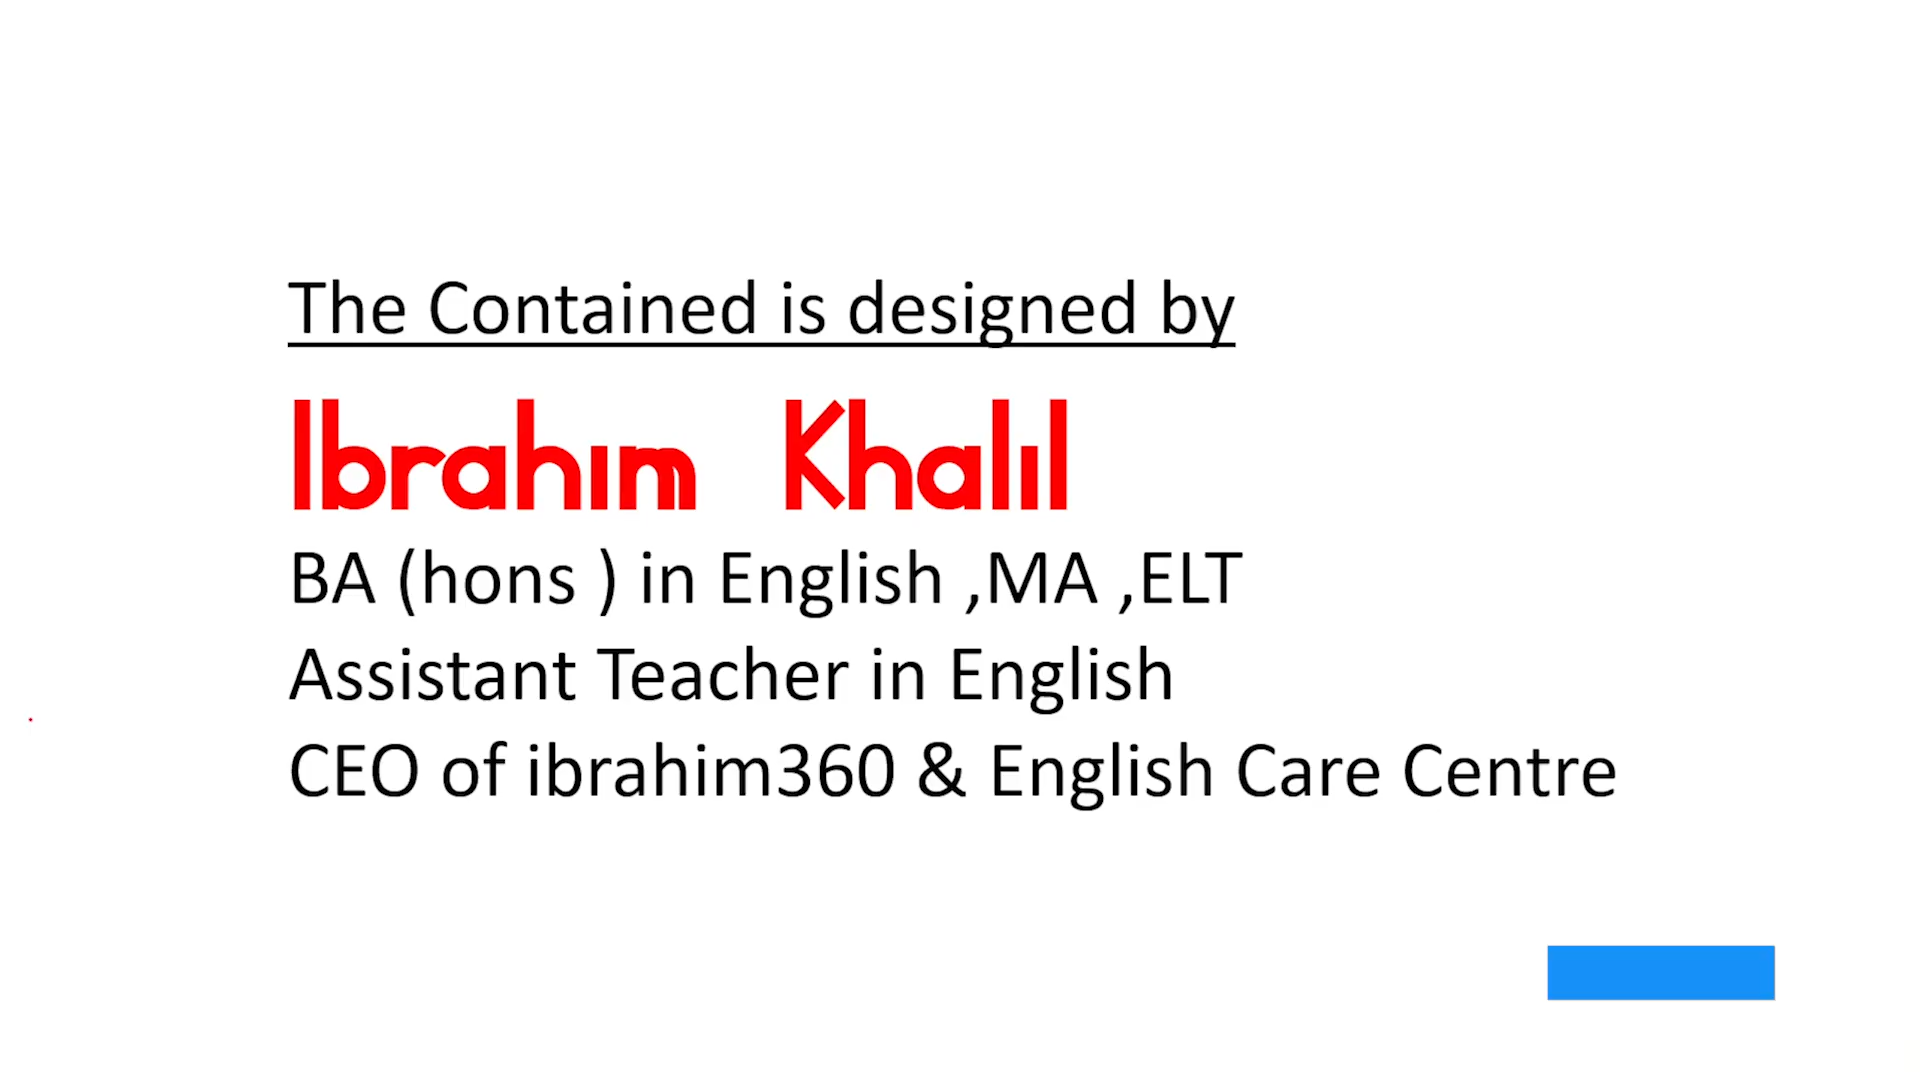 The Contained is designed by
Ibrahim Khalil
BA (hons ) in English ,MA ,ELT
Assistant Teacher in English
CEO of ibrahim360 & English Care Centre